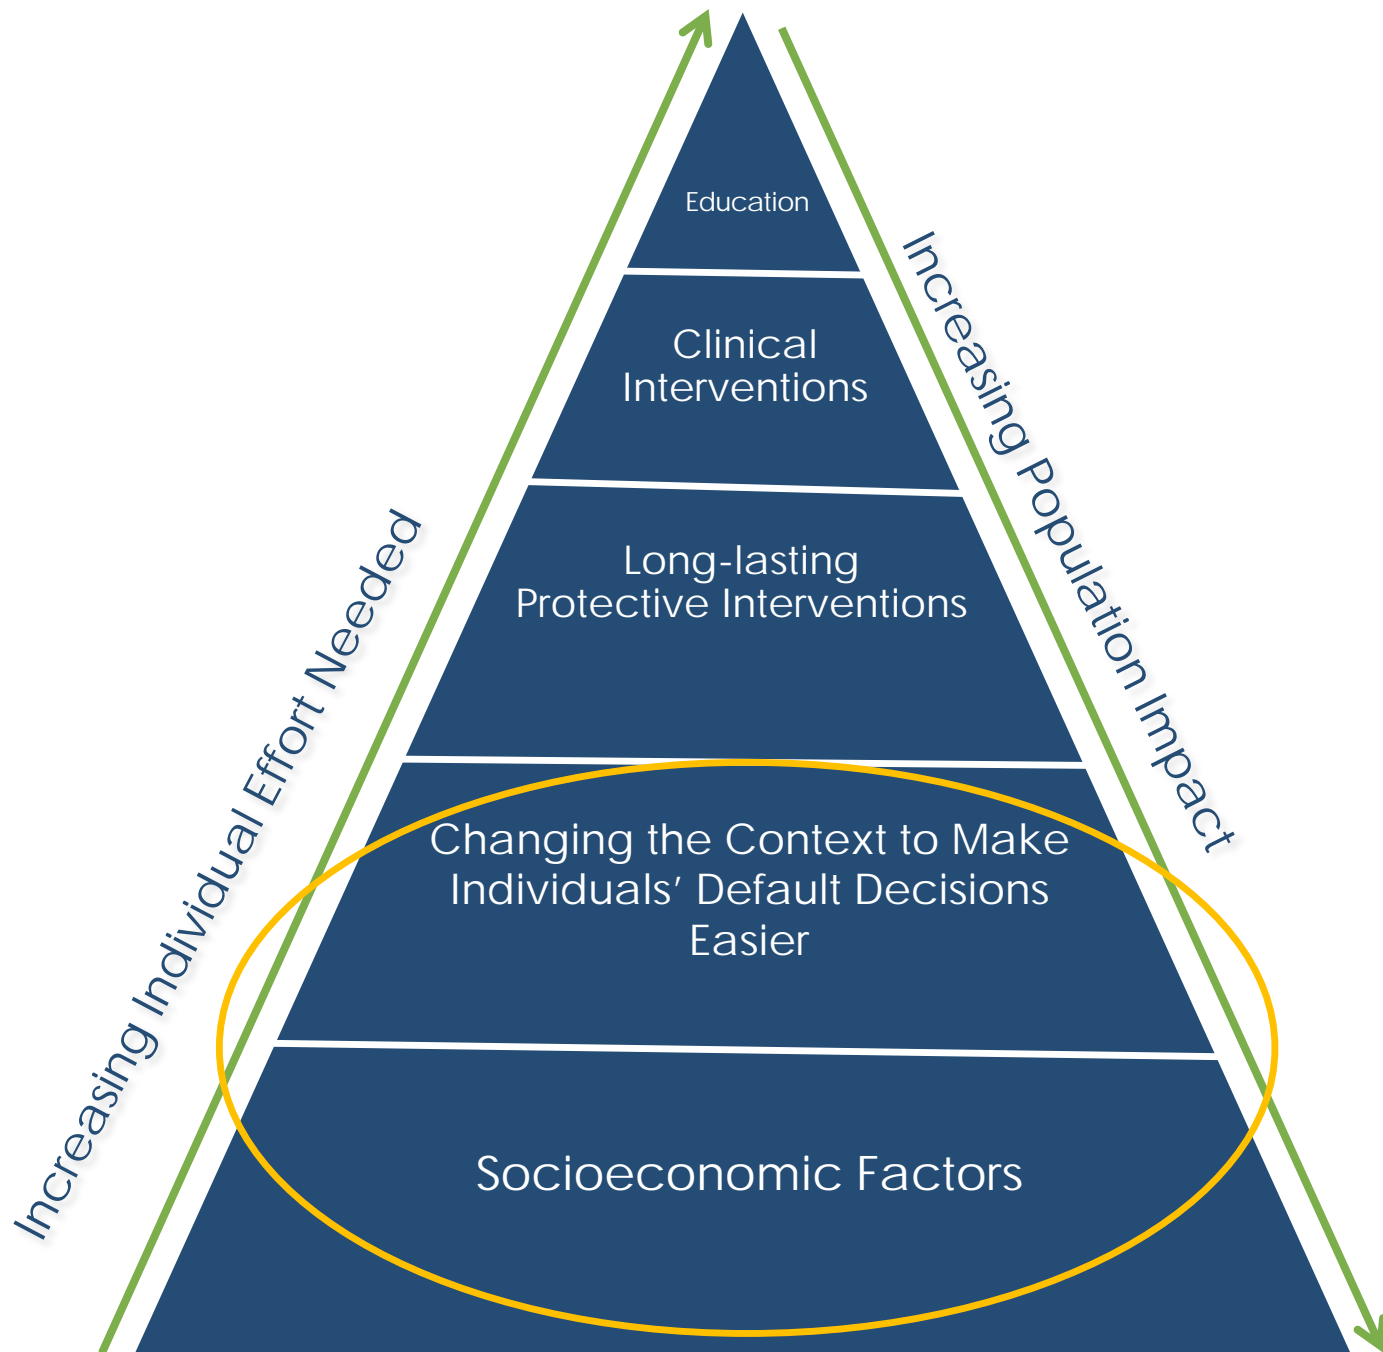 Education
Clinical
Interventions
Long-lasting
Protective Interventions
Changing the Context to Make
Individuals’ Default Decisions
Easier
Socioeconomic Factors
Increasing Individual Effort Needed
Increasing Population Impact